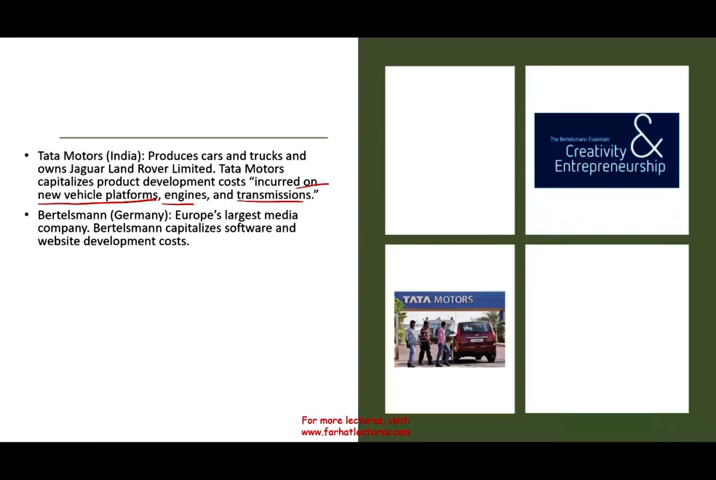 • Tata Motors (India): Produces cars and trucks and
owns Jaguar Land Rover Limited. Tata Motors
capitalizes product development costs “incurred on
new vehicle platforms, engines, and transmissions.”
• Bertelsmann (Germany): Europe’s largest media
company. Bertelsmann capitalizes software and
website development costs.
The Bertelsmann Essentials
Creativity &
Entrepreneurship
TATA MOTORS
For more lectures, visit:
www.farhatlectures.com